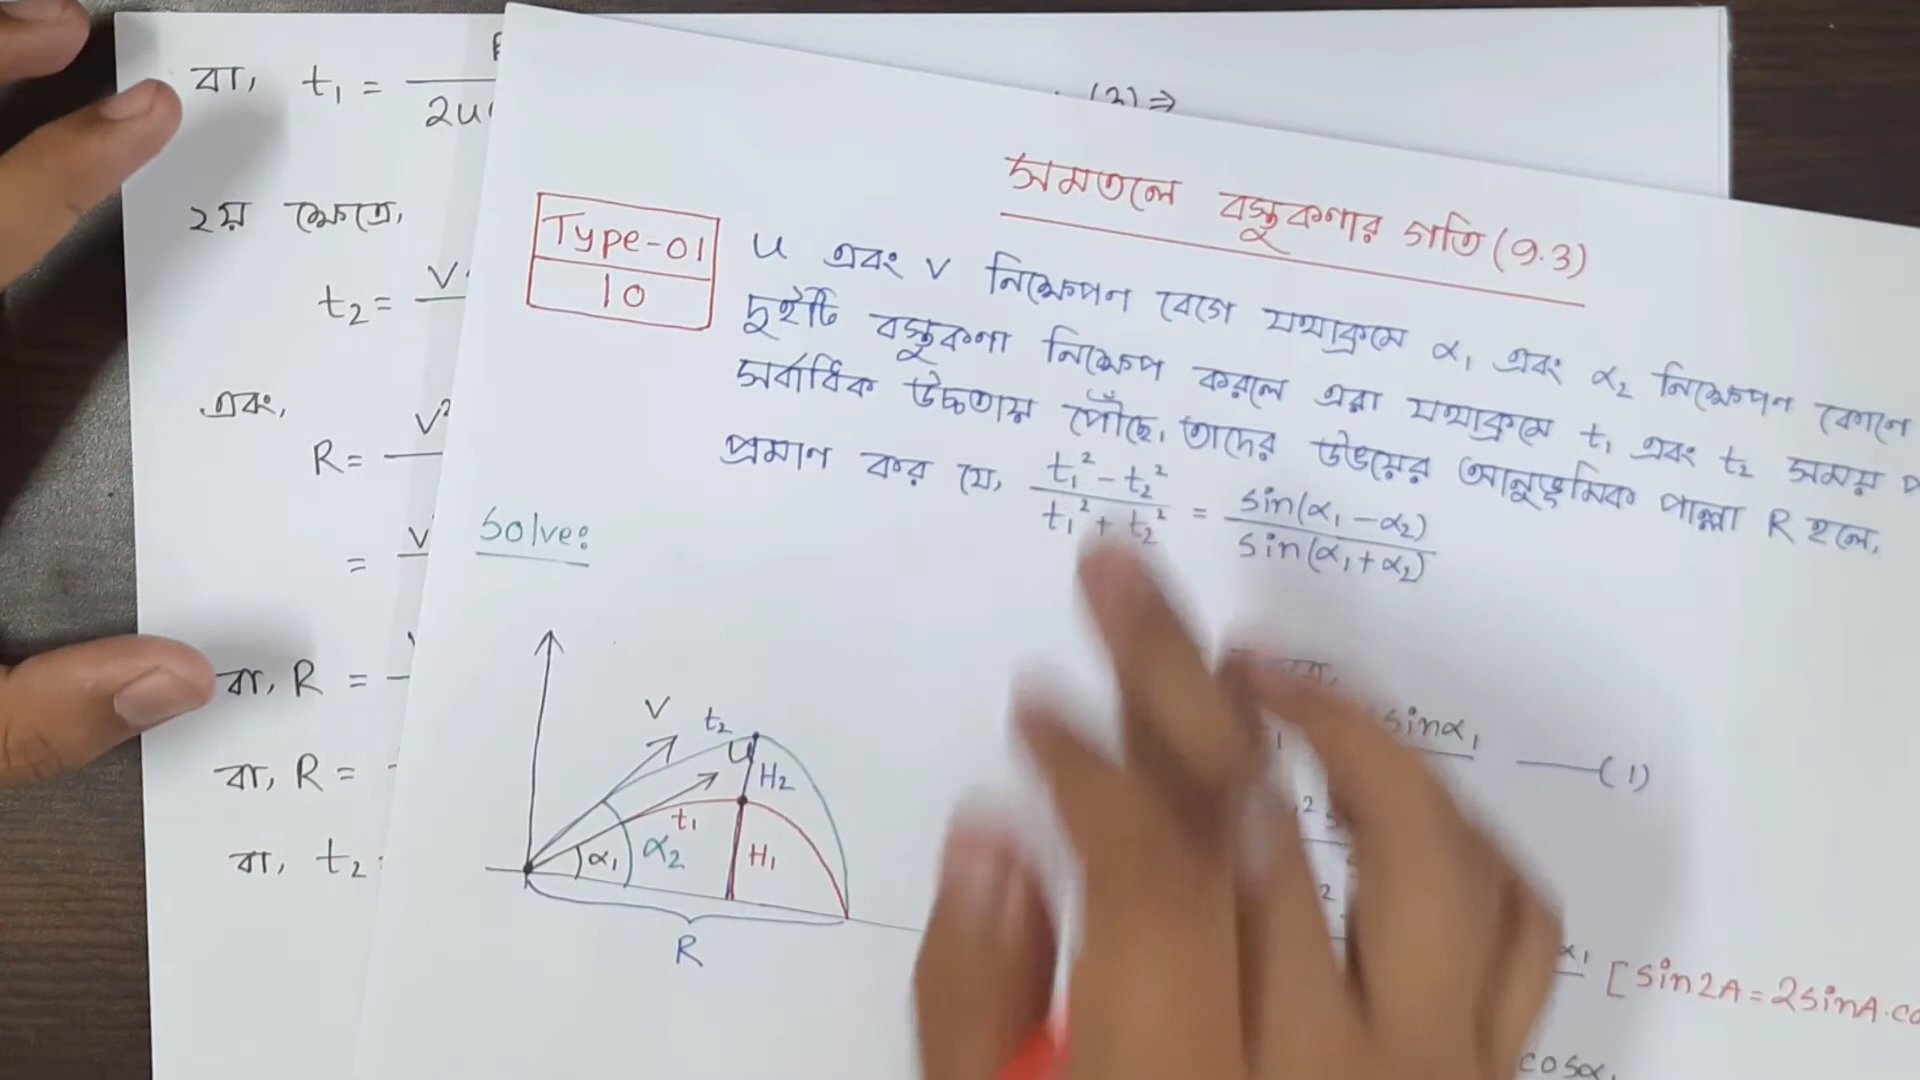 বা, t₁ =
2u
(2) ⇒
২য় ক্ষেত্রে,
t₂ = V
এবং,
R = V²
= V
বা, R =
বা, R =
বা, t₂
সমতলে বস্তুকণার গতি (9.3)
Type-01
10
u এবং v নিক্ষেপন বেগে যথাক্রমে α₁ এবং α₂ নিক্ষেপন কোণে
দুইটি বস্তুকণা নিক্ষেপ করলে এরা যথাক্রমে t₁ এবং t₂ সময় প
সর্বাধিক উচ্চতায় পৌঁছে, তাদের উভয়ের আনুভূমিক পাল্লা R হলে,
প্রমাণ কর যে, (t₁² - t₂²)/(t₁² + t₂²) = sin(α₁ - α₂)/sin(α₁ + α₂)
Solve:
V
t₂
u
H₂
t₁
α₁
α₂
H₁
R
sinα₁ —(1)
[sin2A = 2sinA.co
cosα₁